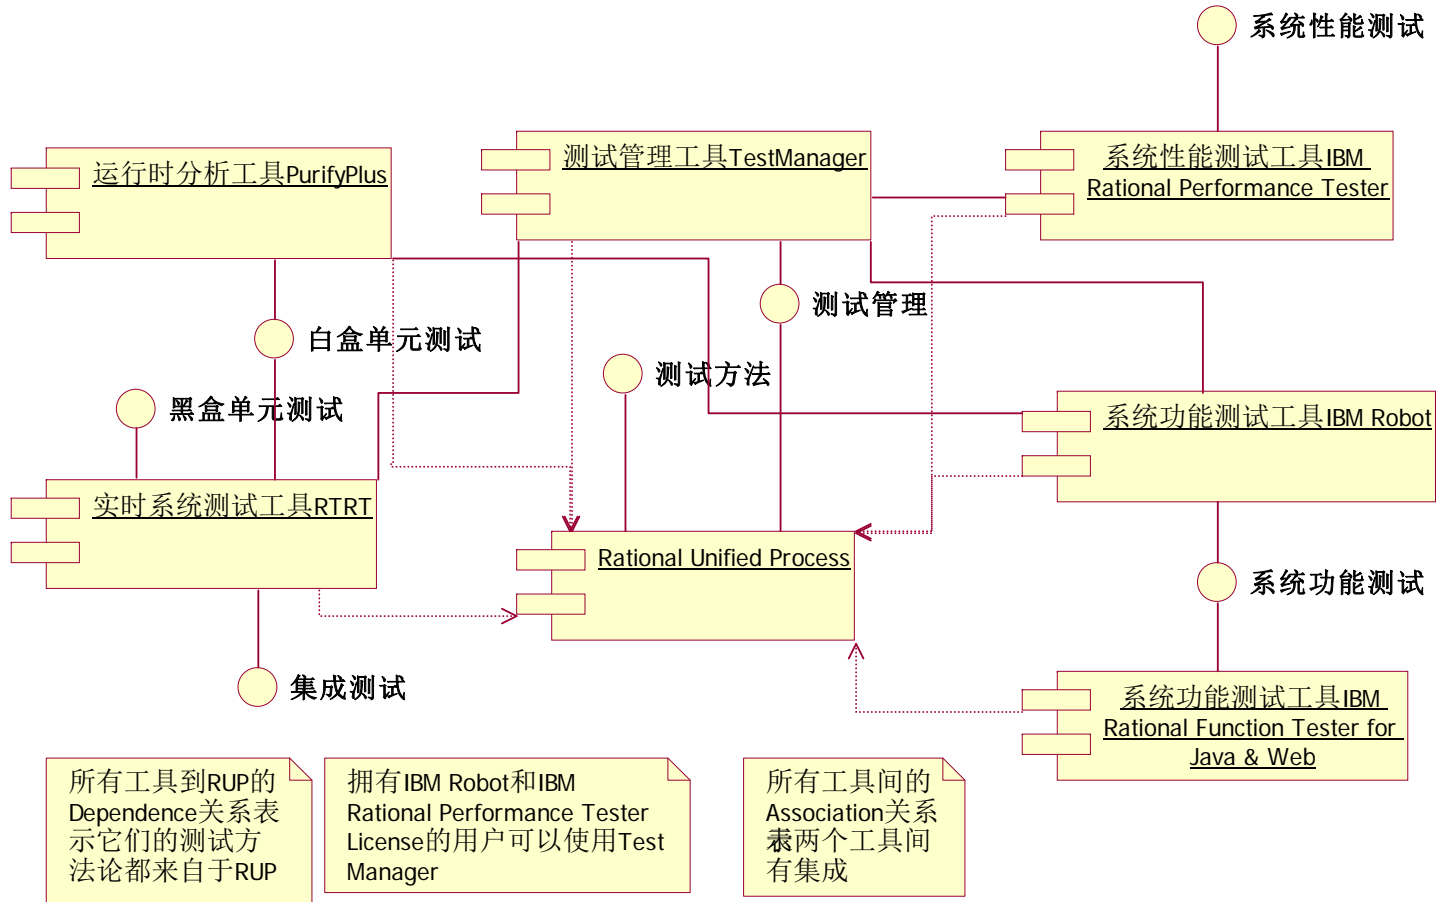 系统性能测试
运行时分析工具PurifyPlus
测试管理工具TestManager
系统性能测试工具IBM
Rational Performance Tester
测试管理
白盒单元测试
测试方法
黑盒单元测试
系统功能测试工具IBM Robot
实时系统测试工具RTRT
Rational Unified Process
系统功能测试
集成测试
系统功能测试工具IBM
Rational Function Tester for
Java & Web
所有工具到RUP的
Dependence关系表
示它们的测试方
法论都来自于RUP
拥有IBM Robot和IBM
Rational Performance Tester
License的用户可以使用Test
Manager
所有工具间的
Association关系
表示两个工具间
有集成